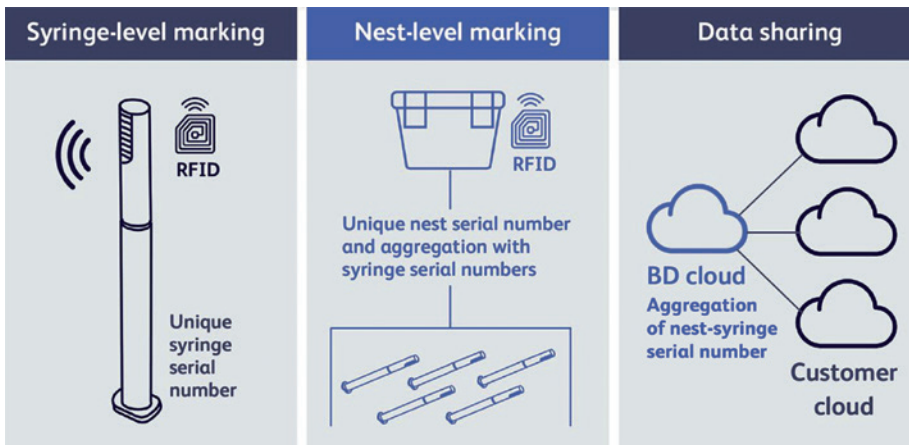 Syringe-level marking
RFID
Unique
syringe
serial
number
Nest-level marking
RFID
Unique nest serial number
and aggregation with
syringe serial numbers
Data sharing
BD cloud
Aggregation
of nest-syringe
serial number
Customer
cloud